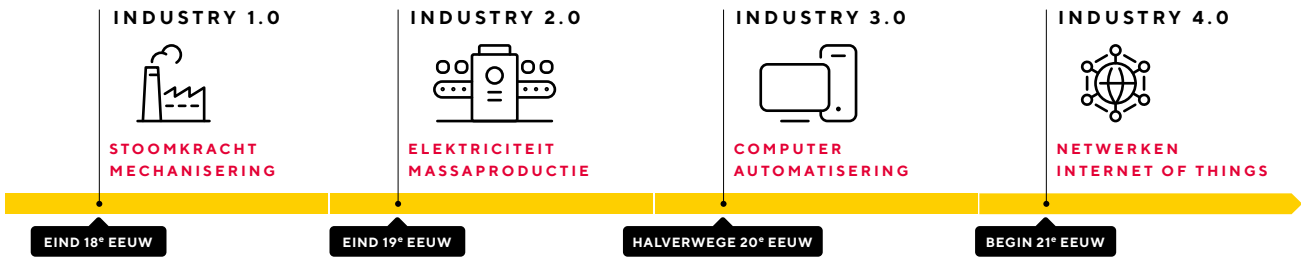 INDUSTRY 1.0
STOOMKRACHT
MECHANISERING
EIND 18e EEUW
INDUSTRY 2.0
ELEKTRICITEIT
MASSAPRODUCTIE
EIND 19e EEUW
INDUSTRY 3.0
COMPUTER
AUTOMATISERING
HALVERWEGE 20e EEUW
INDUSTRY 4.0
NETWERKEN
INTERNET OF THINGS
BEGIN 21e EEUW